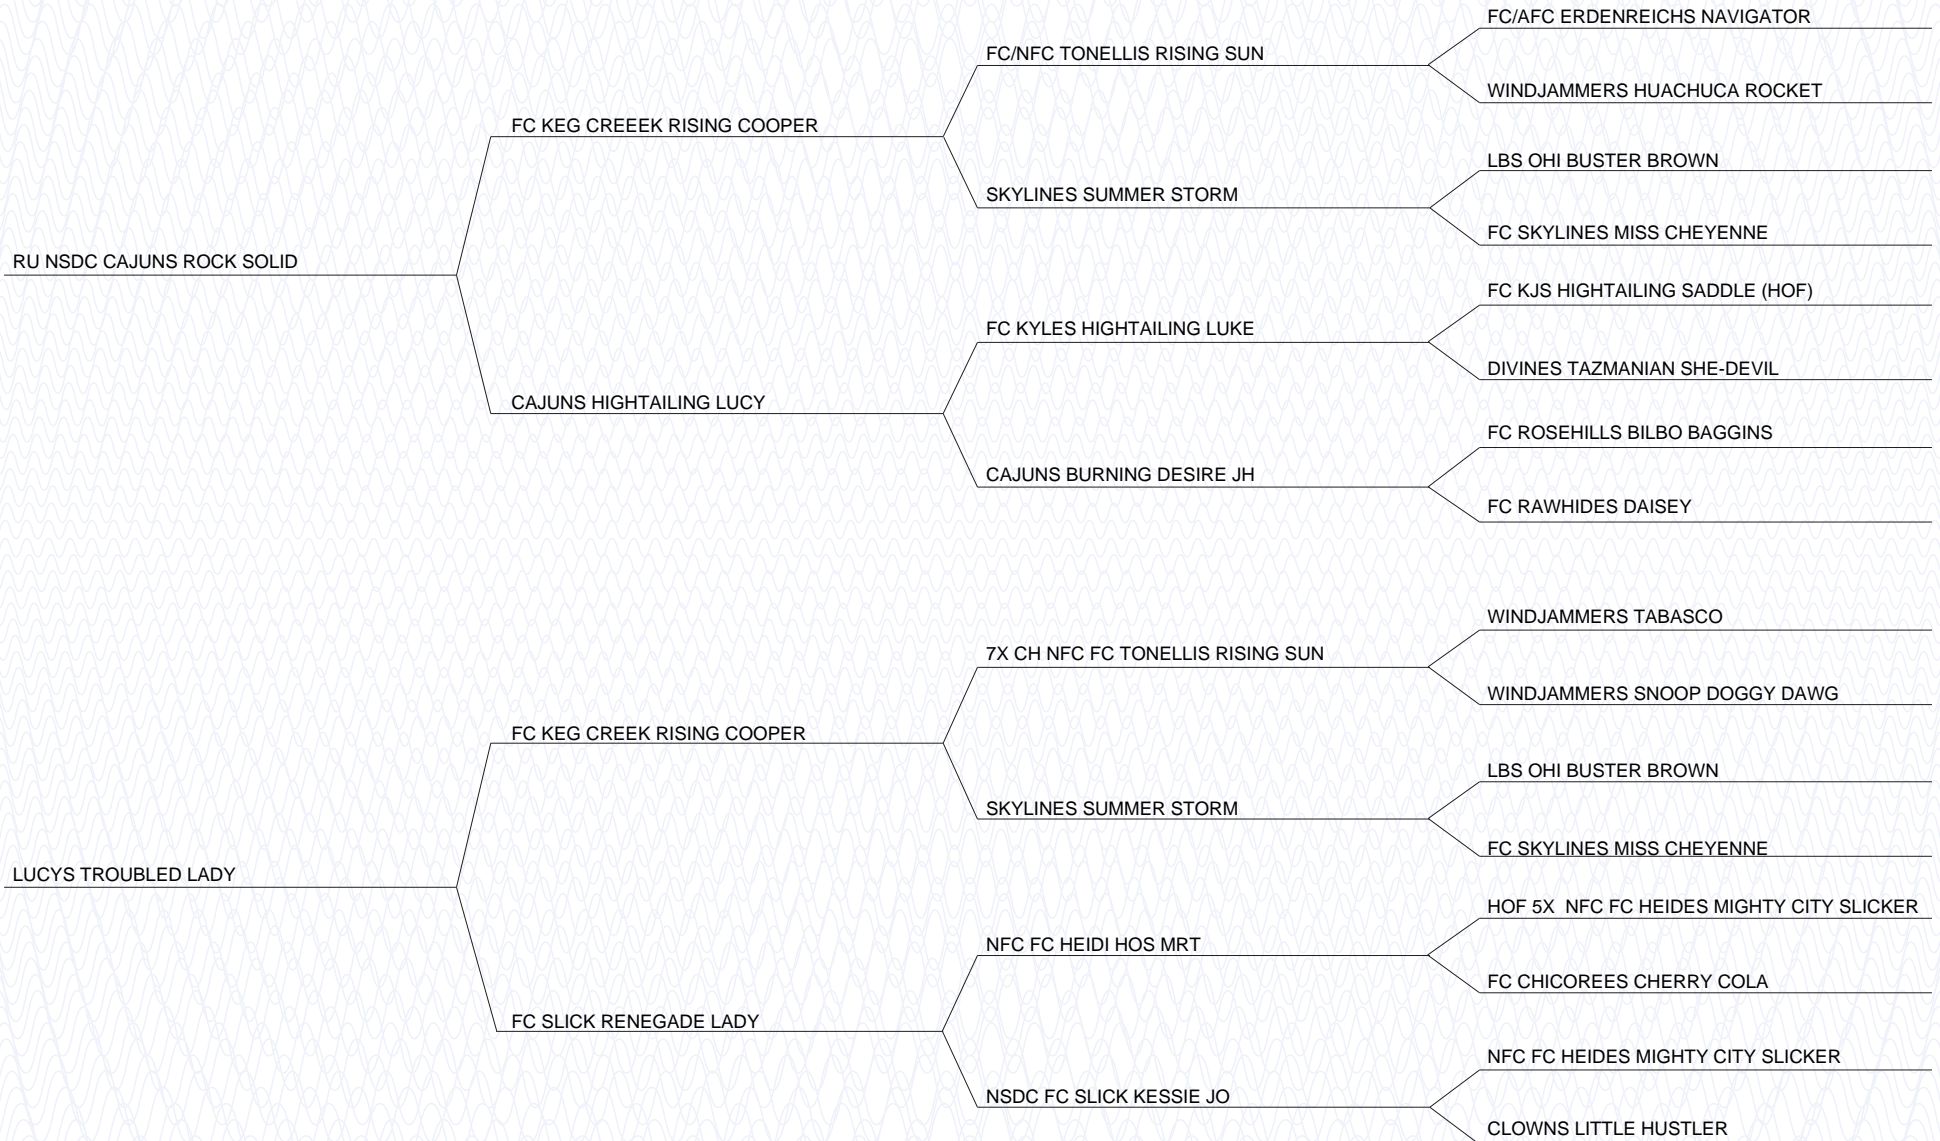 FC/AFC ERDENREICHS NAVIGATOR
FC/NFC TONELLIS RISING SUN
WINDJAMMERS HUACHUCA ROCKET
FC KEG CREEEK RISING COOPER
LBS OHI BUSTER BROWN
SKYLINES SUMMER STORM
FC SKYLINES MISS CHEYENNE
RU NSDC CAJUNS ROCK SOLID
FC KJS HIGHTAILING SADDLE (HOF)
FC KYLES HIGHTAILING LUKE
DIVINES TAZMANIAN SHE-DEVIL
CAJUNS HIGHTAILING LUCY
FC ROSEHILLS BILBO BAGGINS
CAJUNS BURNING DESIRE JH
FC RAWHIDES DAISEY
WINDJAMMERS TABASCO
7X CH NFC FC TONELLIS RISING SUN
WINDJAMMERS SNOOP DOGGY DAWG
FC KEG CREEK RISING COOPER
LBS OHI BUSTER BROWN
SKYLINES SUMMER STORM
FC SKYLINES MISS CHEYENNE
LUCYS TROUBLED LADY
HOF 5X  NFC FC HEIDES MIGHTY CITY SLICKER
NFC FC HEIDI HOS MRT
FC CHICOREES CHERRY COLA
FC SLICK RENEGADE LADY
NFC FC HEIDES MIGHTY CITY SLICKER
NSDC FC SLICK KESSIE JO
CLOWNS LITTLE HUSTLER